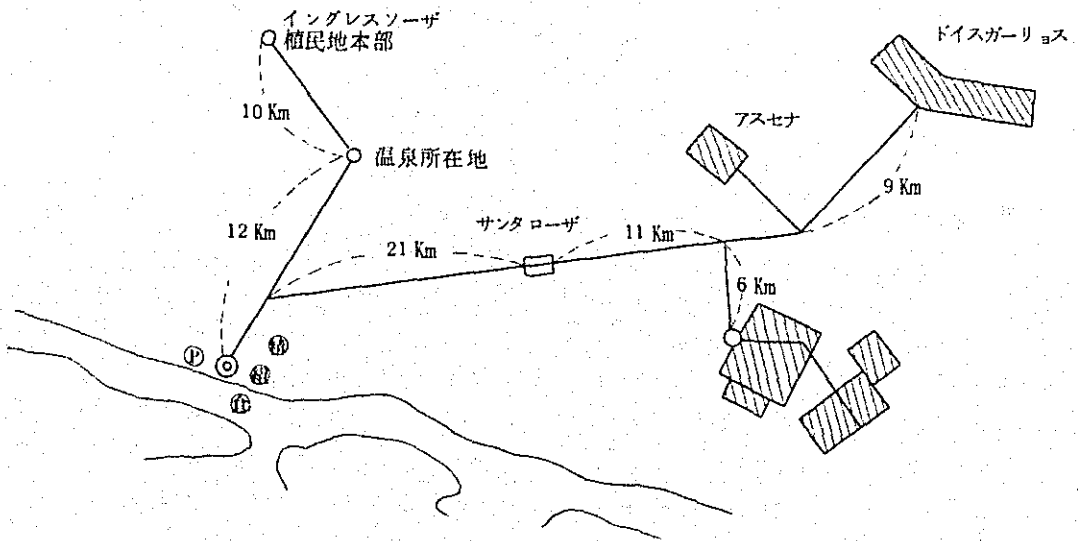 イングレスソーザ
植民地本部
ドイスガーリョス
10 Km
アスセナ
温泉所在地
9 Km
12 Km
サンタローザ
11 Km
21 Km
6 Km
P